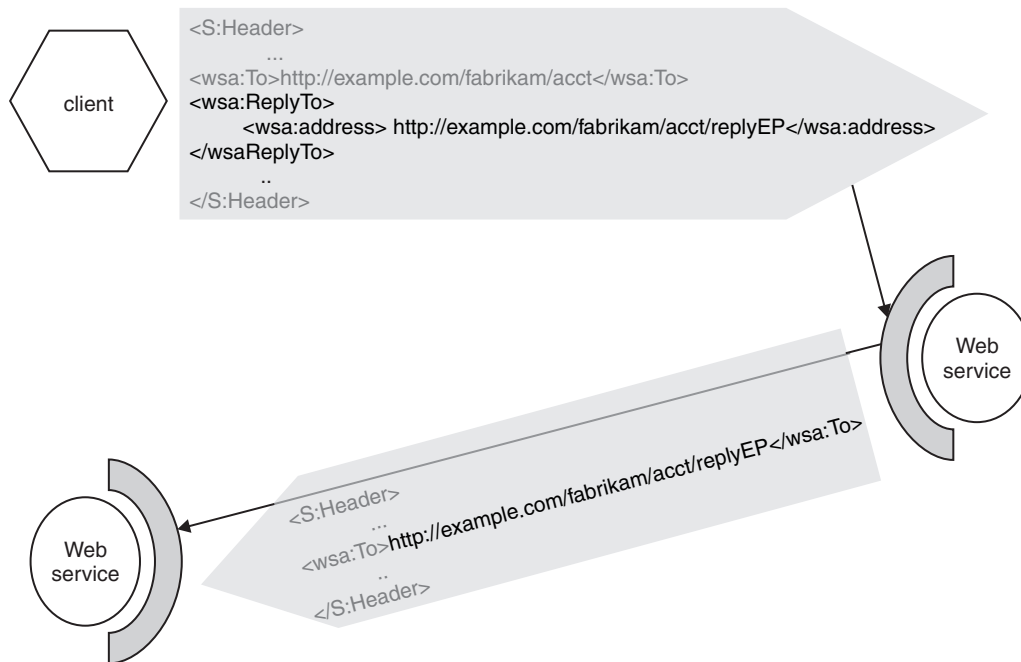 client
<S:Header>
...
<wsa:To>http://example.com/fabrikam/acct</wsa:To>
<wsa:ReplyTo>
<wsa:address> http://example.com/fabrikam/acct/replyEP</wsa:address>
</wsaReplyTo>
..
</S:Header>
Web
service
<S:Header>
...
<wsa:To>http://example.com/fabrikam/acct/replyEP</wsa:To>
..
</S:Header>
Web
service